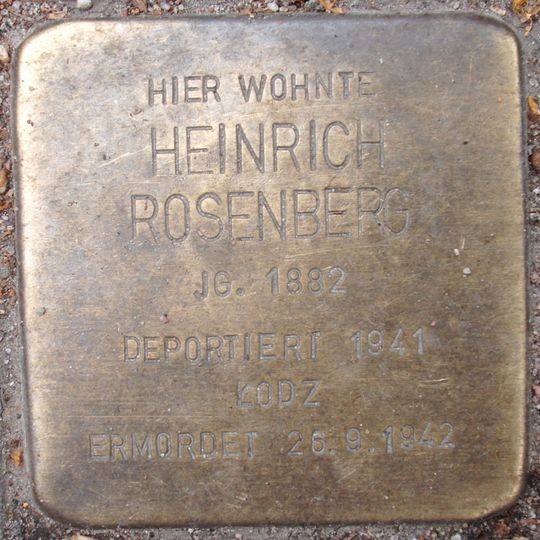 HIER WOHNTE
HEINRICH
ROSENBERG
JG. 1882
DEPORTIERT 1941
ŁODZ
ERMORDET 26.9.1942